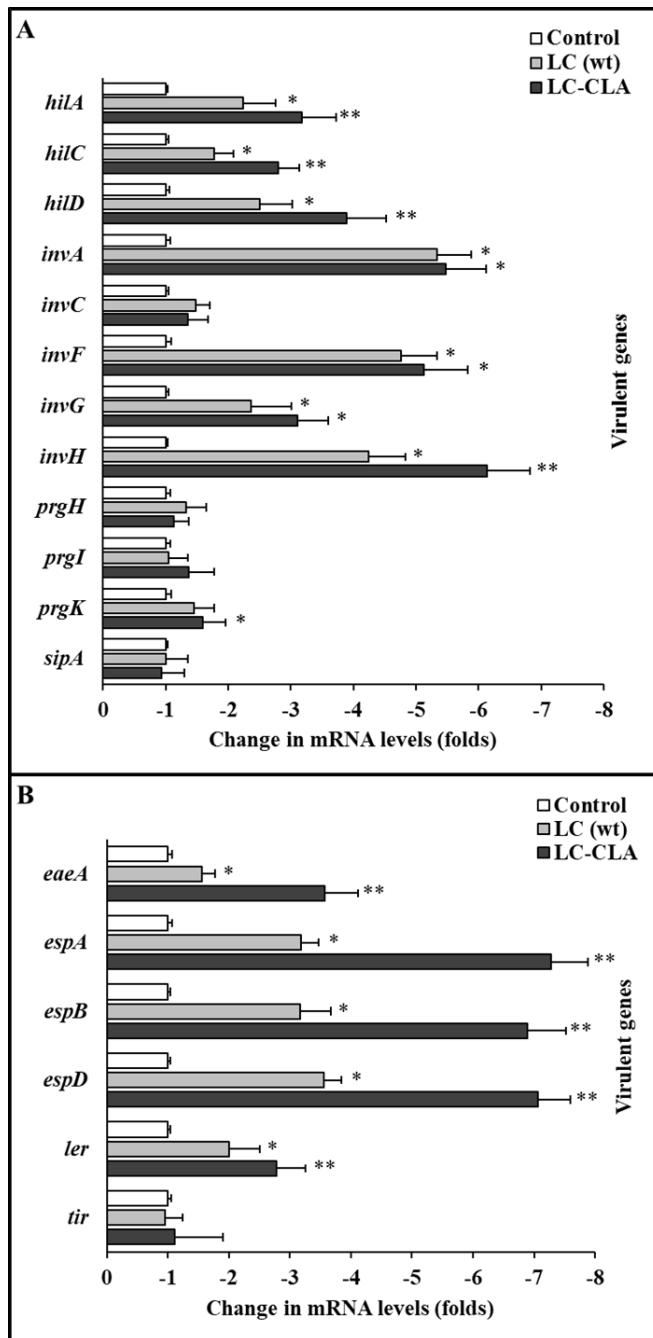 A
Control
LC (wt)
LC-CLA
hilA
*
**
hilC
*
**
hilD
*
**
invA
*
*
invC
invF
*
*
invG
*
*
invH
*
**
prgH
prgI
prgK
*
sipA
Virulent genes
0 -1 -2 -3 -4 -5 -6 -7 -8
Change in mRNA levels (folds)
B
Control
LC (wt)
LC-CLA
eaeA
*
**
espA
*
**
espB
*
**
espD
*
**
ler
*
**
tir
Virulent genes
0 -1 -2 -3 -4 -5 -6 -7 -8
Change in mRNA levels (folds)